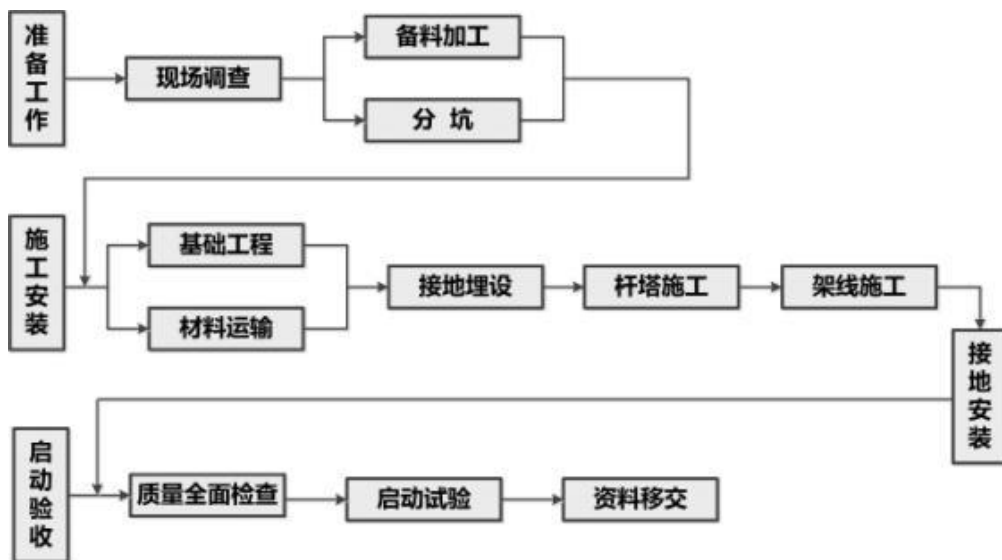 准备工作
现场调查
备料加工
分 坑
施工安装
基础工程
材料运输
接地埋设
杆塔施工
架线施工
接地安装
启动验收
质量全面检查
启动试验
资料移交